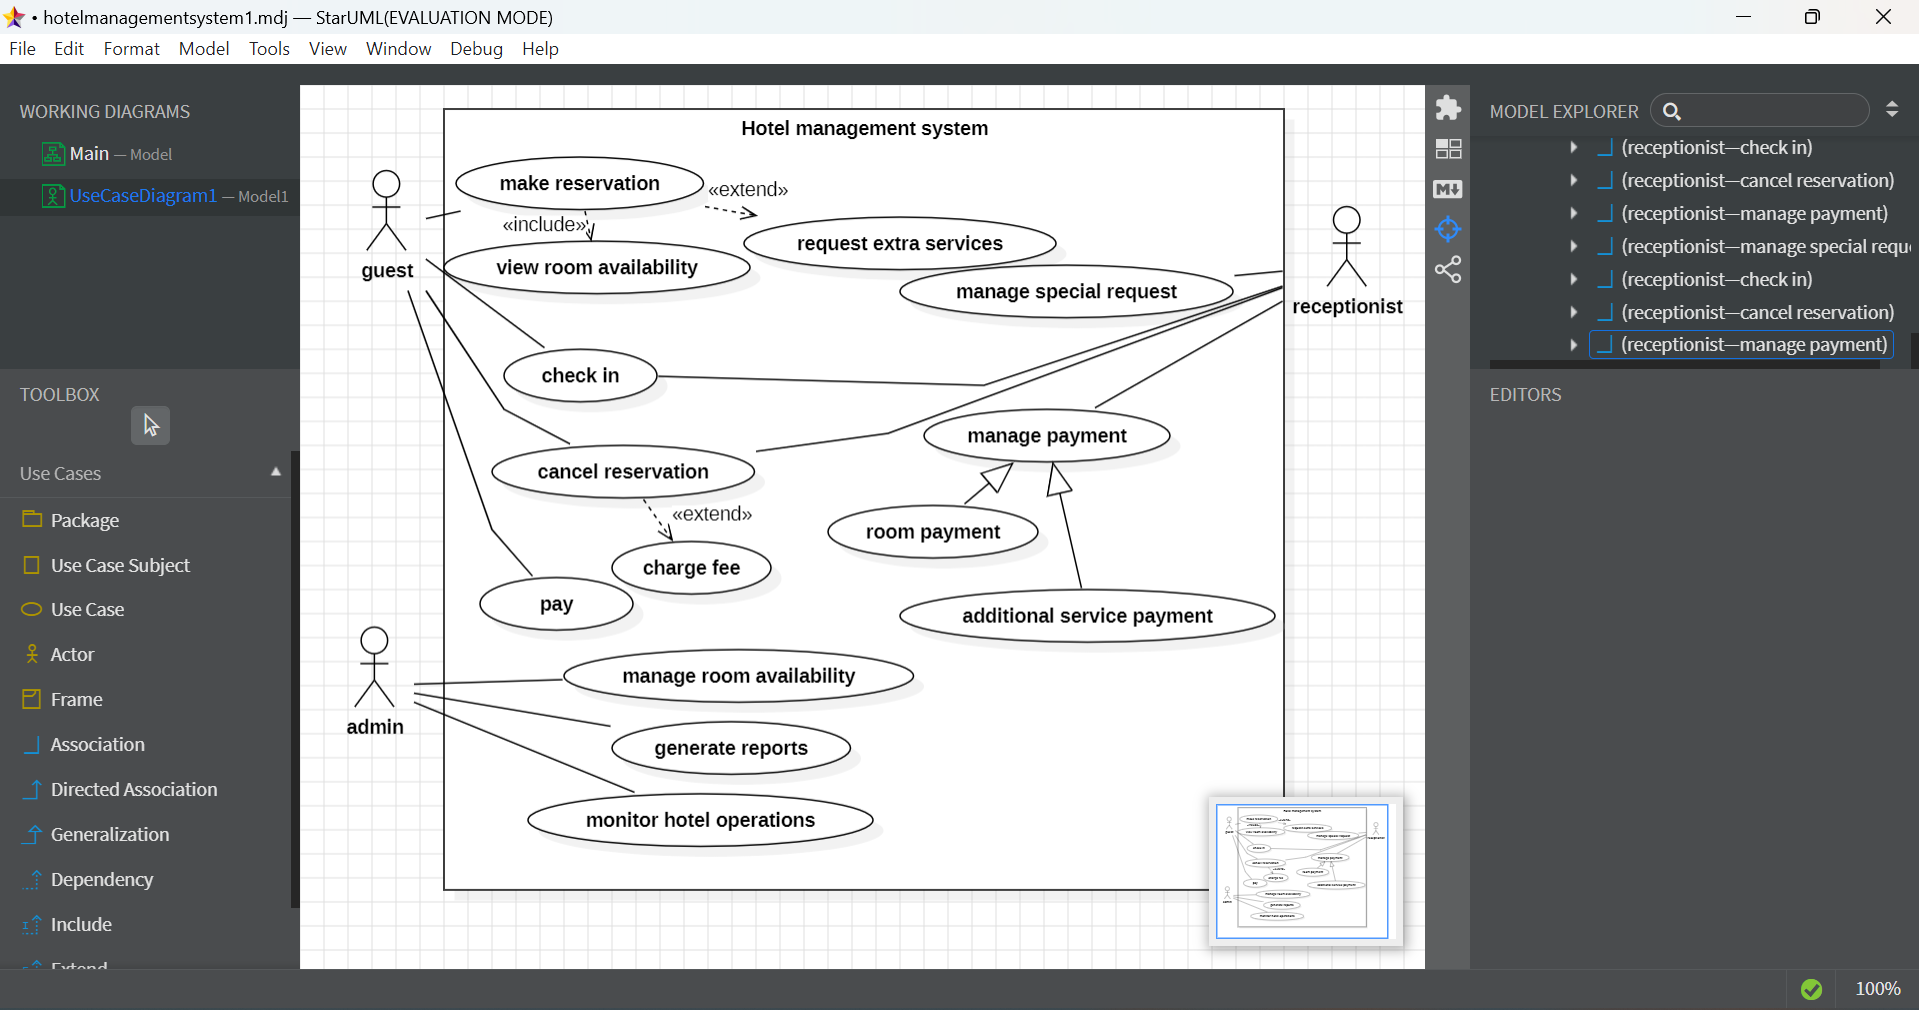 • hotelmanagementsystem1.mdj — StarUML(EVALUATION MODE)
File Edit Format Model Tools View Window Debug Help
WORKING DIAGRAMS
Main — Model
UseCaseDiagram1 — Model1
TOOLBOX
Use Cases
Package
Use Case Subject
Use Case
Actor
Frame
Association
Directed Association
Generalization
Dependency
Include
Extend
Hotel management system
make reservation
«extend»
«include»
request extra services
view room availability
guest
manage special request
receptionist
check in
manage payment
cancel reservation
«extend»
room payment
charge fee
pay
additional service payment
manage room availability
admin
generate reports
monitor hotel operations
MODEL EXPLORER
(receptionist—check in)
(receptionist—cancel reservation)
(receptionist—manage payment)
(receptionist—manage special requ
(receptionist—check in)
(receptionist—cancel reservation)
(receptionist—manage payment)
EDITORS
100%